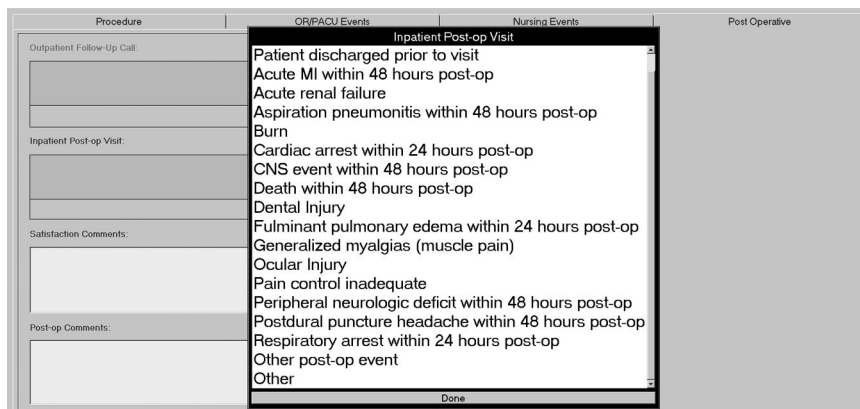 Procedure
OR/PACU Events
Nursing Events
Post Operative
Inpatient Post-op Visit
Outpatient Follow-Up Call:
Inpatient Post-op Visit:
Satisfaction Comments:
Post-op Comments:
Patient discharged prior to visit
Acute MI within 48 hours post-op
Acute renal failure
Aspiration pneumonitis within 48 hours post-op
Burn
Cardiac arrest within 24 hours post-op
CNS event within 48 hours post-op
Death within 48 hours post-op
Dental Injury
Fulminant pulmonary edema within 24 hours post-op
Generalized myalgias (muscle pain)
Ocular Injury
Pain control inadequate
Peripheral neurologic deficit within 48 hours post-op
Postdural puncture headache within 48 hours post-op
Respiratory arrest within 24 hours post-op
Other post-op event
Other
Done